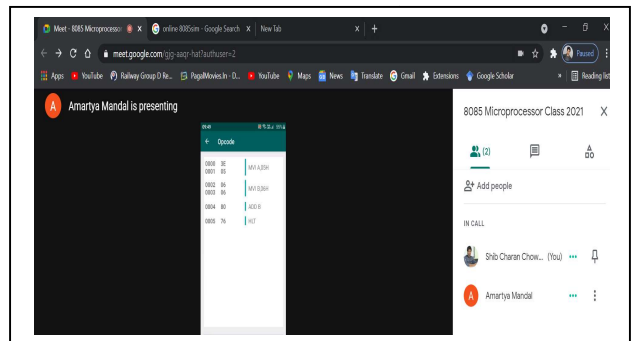 Meet - 8085 Microprocessor
online 8085sim - Google Search
New Tab
meet.google.com/gjg-aaqr-hat?authuser=2
Paused
Apps
YouTube
Railway Group D Re...
PagalMovies.In - D...
YouTube
Maps
News
Translate
Gmail
Extensions
Google Scholar
»
Reading list
A
Amartya Mandal is presenting
09:49
Opcode
0000 3E
0001 05
MVI A,05H
0002 06
0003 06
MVI B,06H
0004 80
ADD B
0005 76
HLT
8085 Microprocessor Class 2021
(2)
Add people
IN CALL
Shib Charan Chow... (You)
A
Amartya Mandal